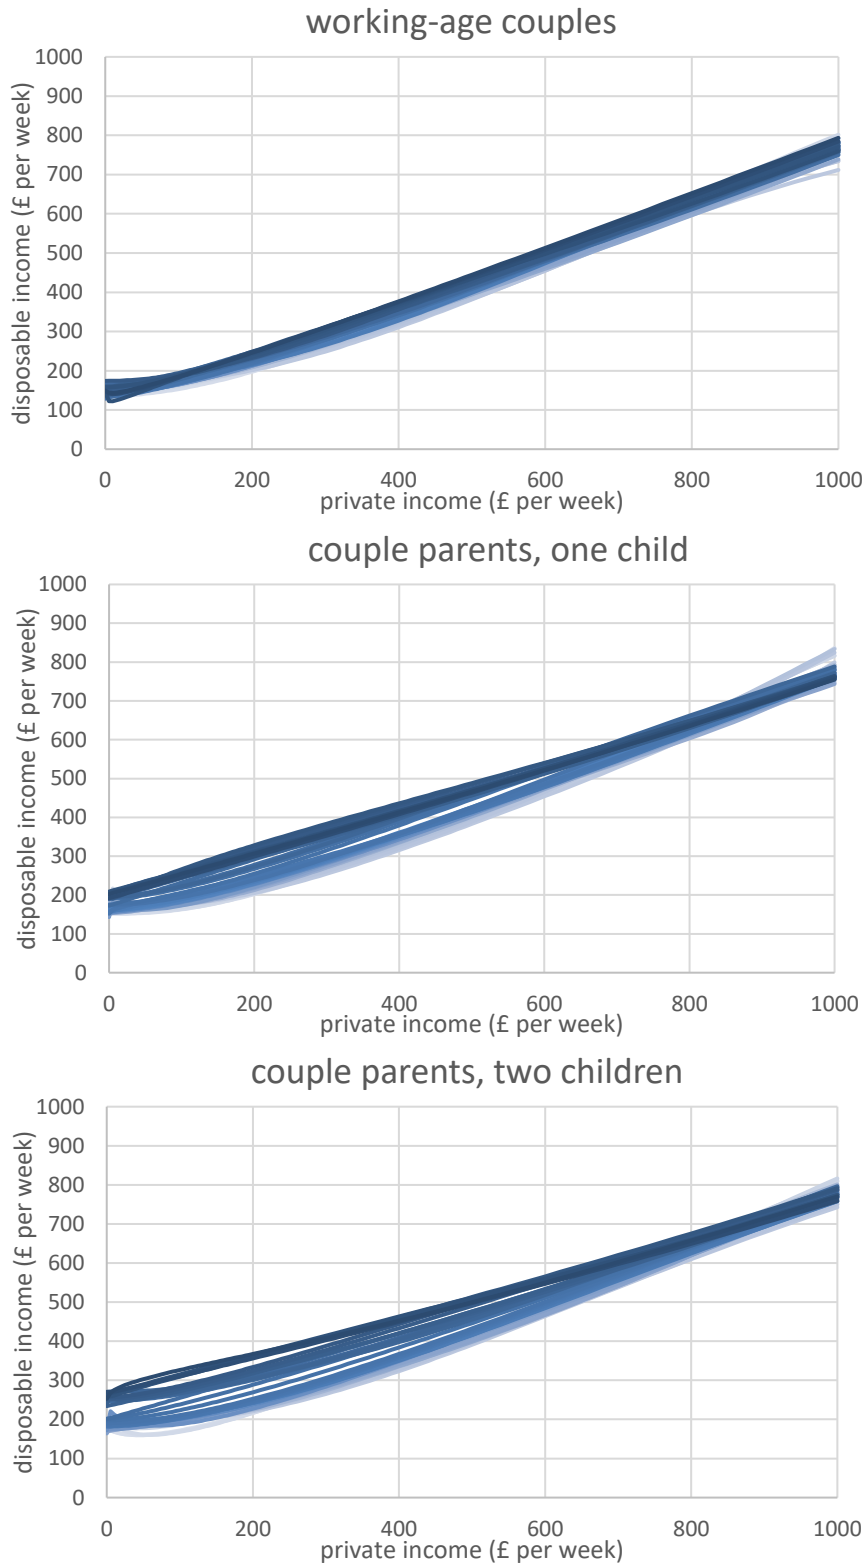 working-age couples
disposable income (£ per week)
1000
900
800
700
600
500
400
300
200
100
0
0 200 400 600 800 1000
private income (£ per week)
couple parents, one child
disposable income (£ per week)
1000
900
800
700
600
500
400
300
200
100
0
0 200 400 600 800 1000
private income (£ per week)
couple parents, two children
disposable income (£ per week)
1000
900
800
700
600
500
400
300
200
100
0
0 200 400 600 800 1000
private income (£ per week)